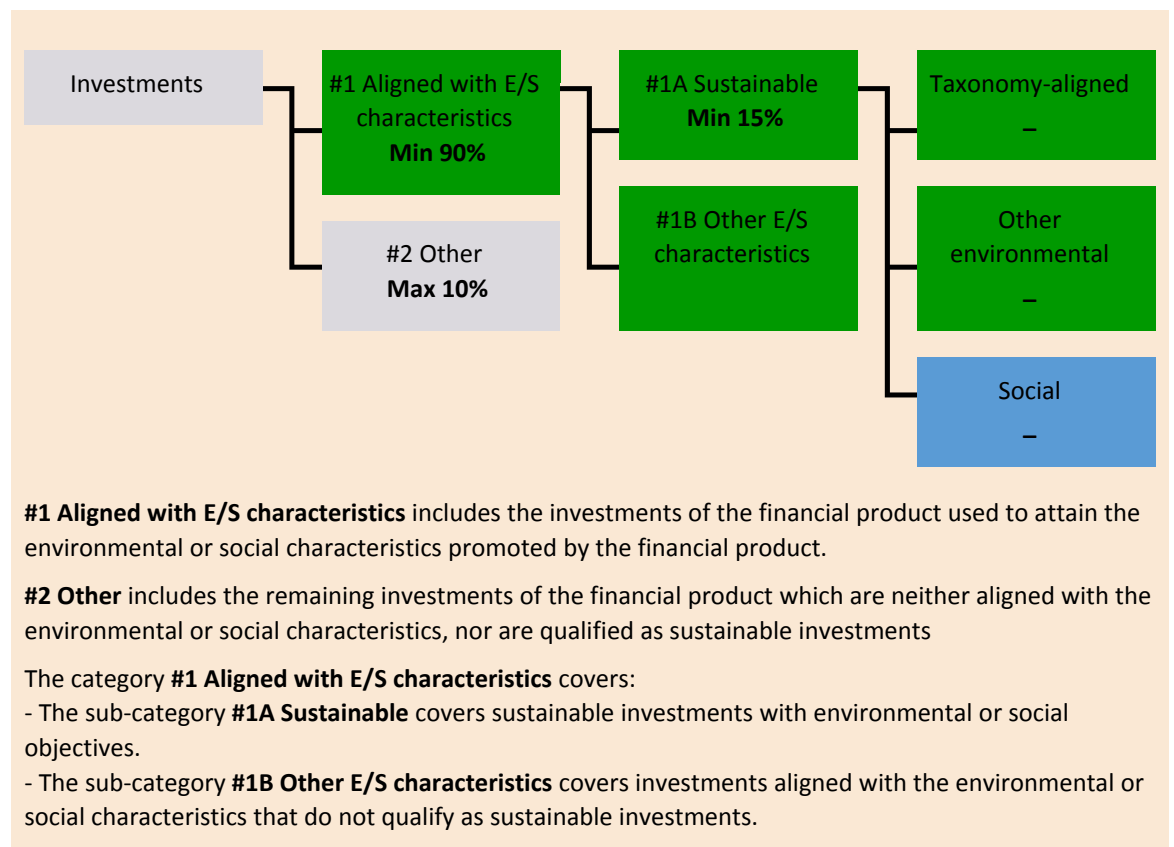 Investments
#1 Aligned with E/S
characteristics
Min 90%
#2 Other
Max 10%
#1A Sustainable
Min 15%
#1B Other E/S
characteristics
Taxonomy-aligned
–
Other
environmental
–
Social
–
#1 Aligned with E/S characteristics includes the investments of the financial product used to attain the
environmental or social characteristics promoted by the financial product.
#2 Other includes the remaining investments of the financial product which are neither aligned with the
environmental or social characteristics, nor are qualified as sustainable investments
The category #1 Aligned with E/S characteristics covers:
- The sub-category #1A Sustainable covers sustainable investments with environmental or social
objectives.
- The sub-category #1B Other E/S characteristics covers investments aligned with the environmental or
social characteristics that do not qualify as sustainable investments.